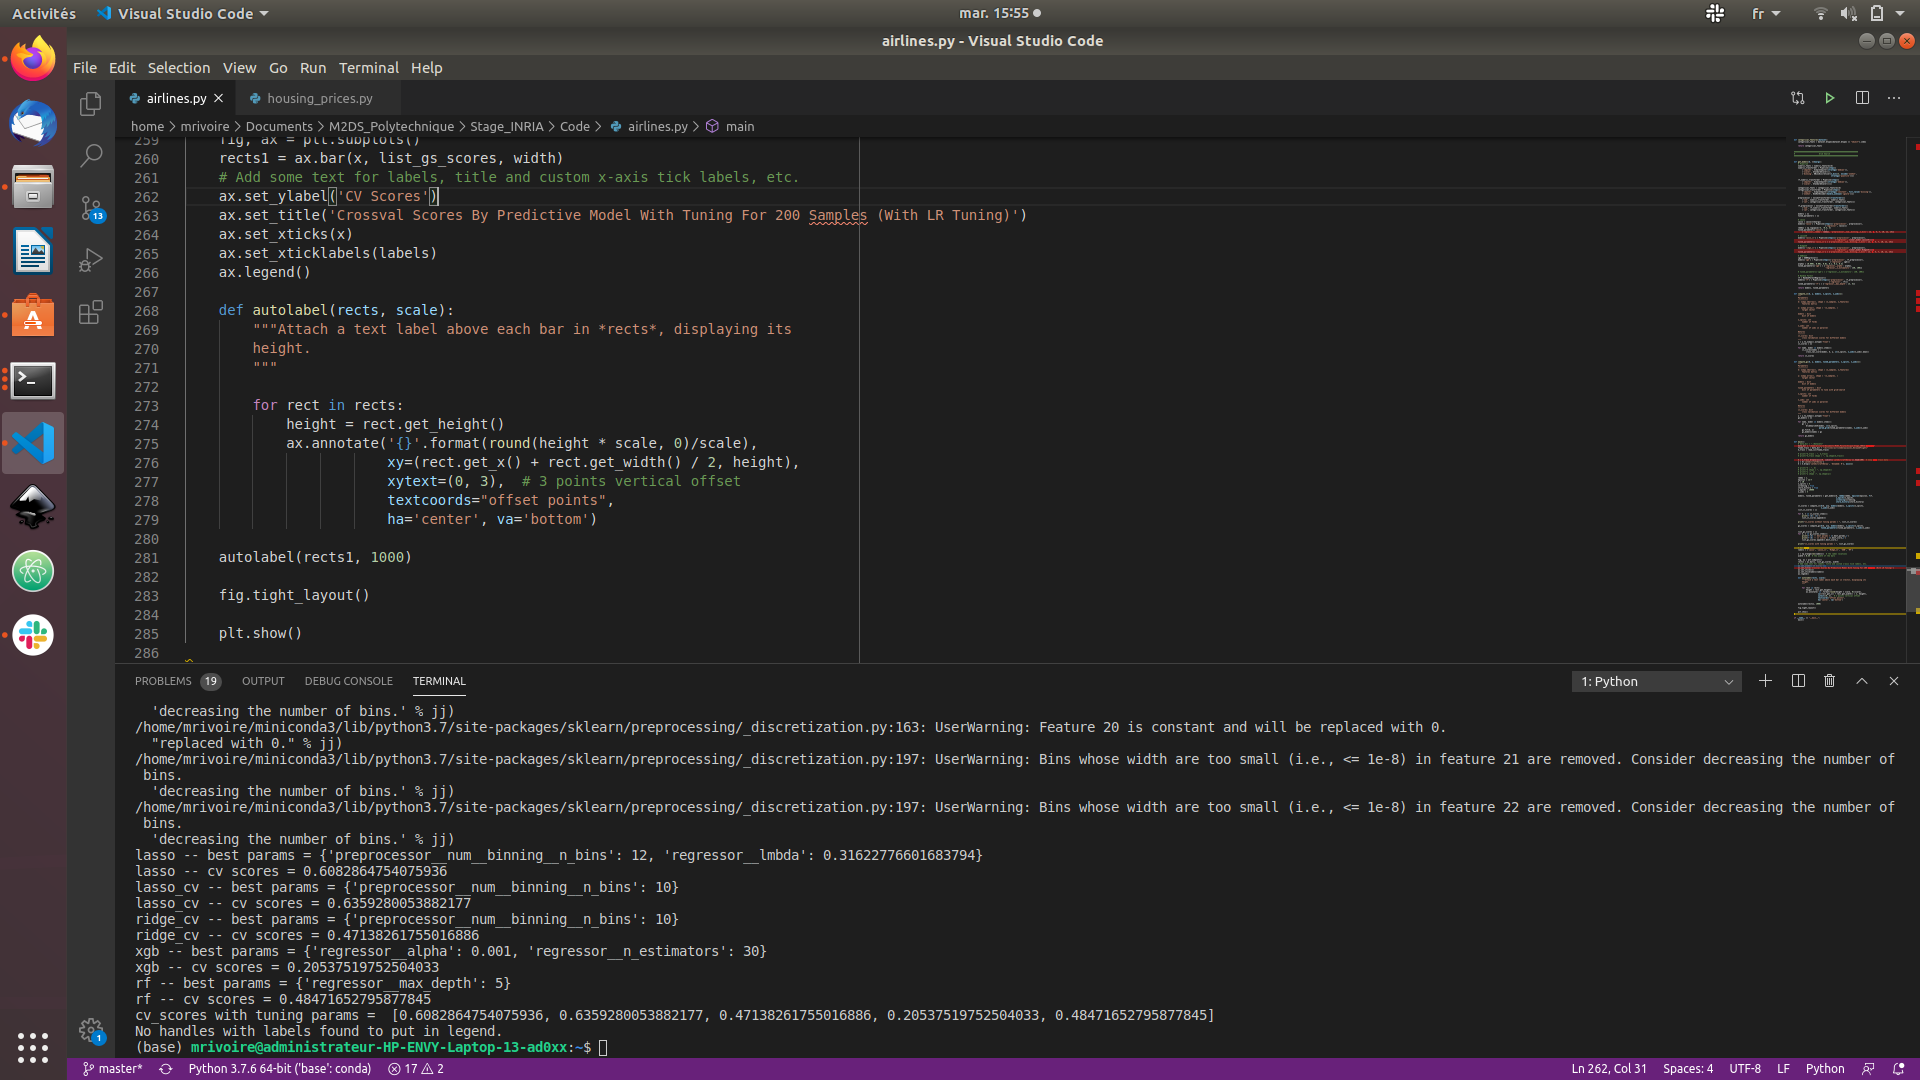 Activités
Visual Studio Code
mar. 15:55
fr
airlines.py - Visual Studio Code
File Edit Selection View Go Run Terminal Help
airlines.py
housing_prices.py
home > mrivoire > Documents > M2DS_Polytechnique > Stage_INRIA > Code > airlines.py > main
259 fig, ax = plt.subplots()
260 rects1 = ax.bar(x, list_gs_scores, width)
261 # Add some text for labels, title and custom x-axis tick labels, etc.
262 ax.set_ylabel('CV Scores')
263 ax.set_title('Crossval Scores By Predictive Model With Tuning For 200 Samples (With LR Tuning)')
264 ax.set_xticks(x)
265 ax.set_xticklabels(labels)
266 ax.legend()
267
268 def autolabel(rects, scale):
269 """Attach a text label above each bar in *rects*, displaying its
270 height.
271 """
272
273 for rect in rects:
274 height = rect.get_height()
275 ax.annotate('{}'.format(round(height * scale, 0)/scale),
276 xy=(rect.get_x() + rect.get_width() / 2, height),
277 xytext=(0, 3),  # 3 points vertical offset
278 textcoords="offset points",
279 ha='center', va='bottom')
280
281 autolabel(rects1, 1000)
282
283 fig.tight_layout()
284
285 plt.show()
286
13
1
PROBLEMS 19 OUTPUT DEBUG CONSOLE TERMINAL
1: Python
'decreasing the number of bins.' % jj)
/home/mrivoire/miniconda3/lib/python3.7/site-packages/sklearn/preprocessing/_discretization.py:163: UserWarning: Feature 20 is constant and will be replaced with 0.
"replaced with 0." % jj)
/home/mrivoire/miniconda3/lib/python3.7/site-packages/sklearn/preprocessing/_discretization.py:197: UserWarning: Bins whose width are too small (i.e., <= 1e-8) in feature 21 are removed. Consider decreasing the number of
bins.
'decreasing the number of bins.' % jj)
/home/mrivoire/miniconda3/lib/python3.7/site-packages/sklearn/preprocessing/_discretization.py:197: UserWarning: Bins whose width are too small (i.e., <= 1e-8) in feature 22 are removed. Consider decreasing the number of
bins.
'decreasing the number of bins.' % jj)
lasso -- best params = {'preprocessor__num__binning__n_bins': 12, 'regressor__lmbda': 0.31622776601683794}
lasso -- cv scores = 0.6082864754075936
lasso_cv -- best params = {'preprocessor__num__binning__n_bins': 10}
lasso_cv -- cv scores = 0.6359280053882177
ridge_cv -- best params = {'preprocessor__num__binning__n_bins': 10}
ridge_cv -- cv scores = 0.47138261755016886
xgb -- best params = {'regressor__alpha': 0.001, 'regressor__n_estimators': 30}
xgb -- cv scores = 0.20537519752504033
rf -- best params = {'regressor__max_depth': 5}
rf -- cv scores = 0.48471652795877845
cv_scores with tuning params =  [0.6082864754075936, 0.6359280053882177, 0.47138261755016886, 0.20537519752504033, 0.48471652795877845]
No handles with labels found to put in legend.
(base) mrivoire@administrateur-HP-ENVY-Laptop-13-ad0xx:~$
master* Python 3.7.6 64-bit ('base': conda) 17 2 Ln 262, Col 31 Spaces: 4 UTF-8 LF Python